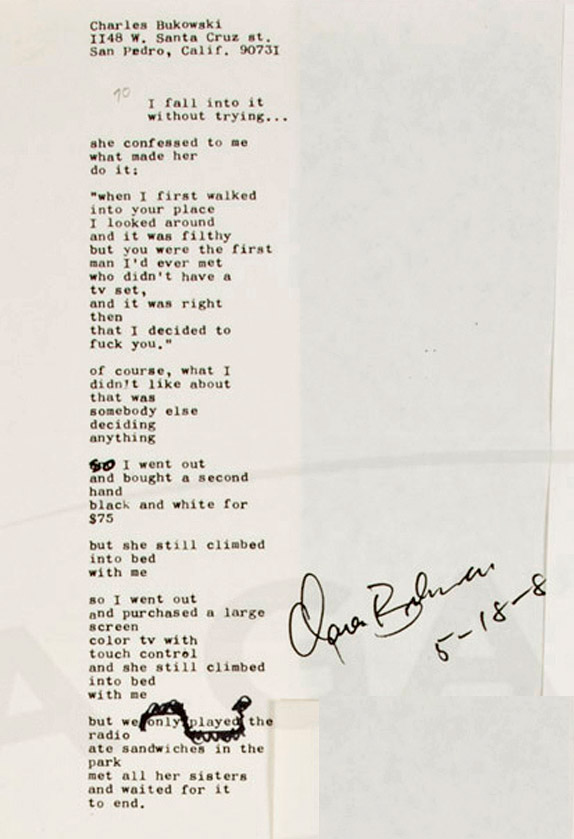 Charles Bukowski
1148 W. Santa Cruz st.
San Pedro, Calif. 90731
I fall into it
without trying...
she confessed to me
what made her
do it:
"when I first walked
into your place
I looked around
and it was filthy
but you were the first
man I'd ever met
who didn't have a
tv set,
and it was right
then
that I decided to
fuck you."
of course, what I
didn't like about
that was
somebody else
deciding
anything
so I went out
and bought a second
hand
black and white for
$75
but she still climbed
into bed
with me
so I went out
and purchased a large
screen
color tv with
touch control
and she still climbed
into bed
with me
but we only played the
radio
ate sandwiches in the
park
met all her sisters
and waited for it
to end.
5-18-8